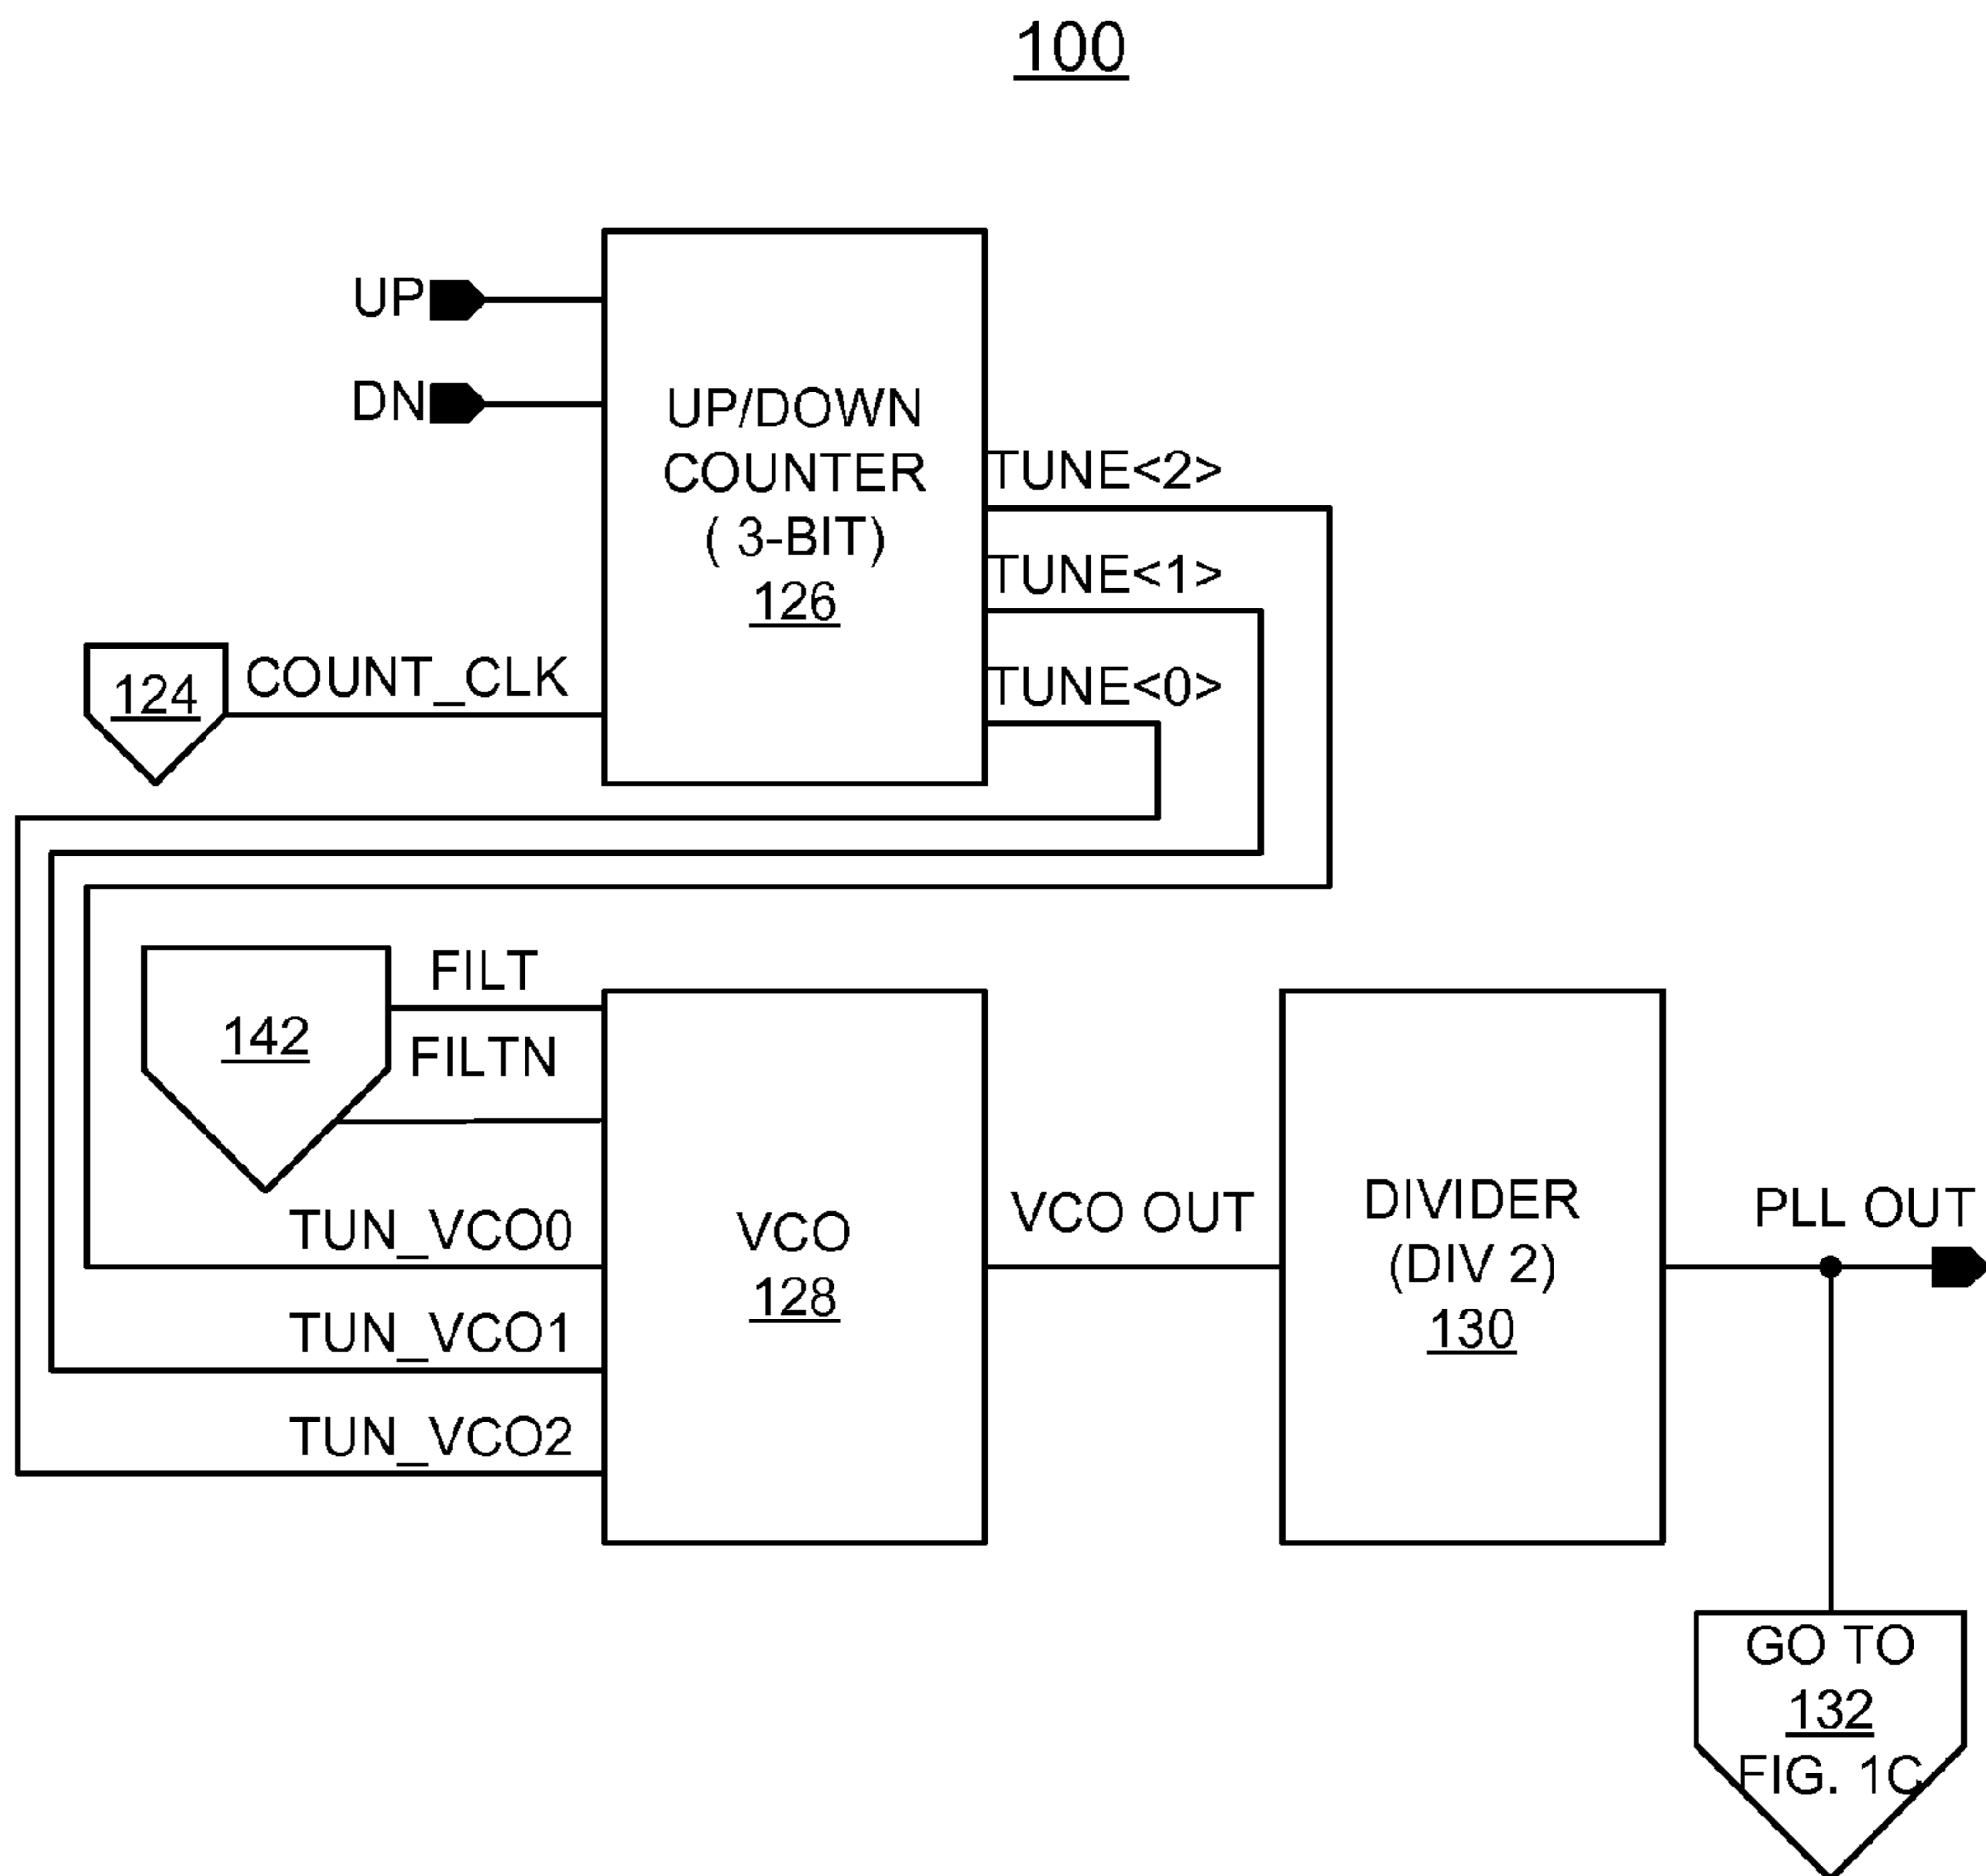 100
UP
DN
UP/DOWN
COUNTER
( 3-BIT)
126
TUNE<2>
TUNE<1>
TUNE<0>
124
COUNT_CLK
142
FILT
FILTN
TUN_VCO0
TUN_VCO1
TUN_VCO2
VCO
128
VCO OUT
DIVIDER
(DIV 2)
130
PLL OUT
GO TO
132
FIG. 1C